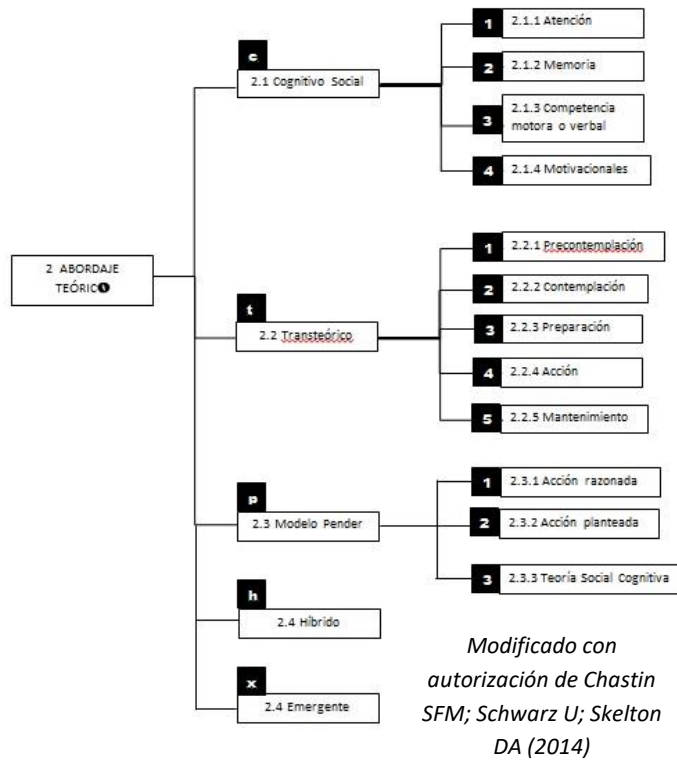 2 ABORDAJE
TEÓRICO
c
2.1 Cognitivo Social
1
2.1.1 Atención
2
2.1.2 Memoria
3
2.1.3 Competencia
motora o verbal
4
2.1.4 Motivacionales
t
2.2 Transteórico
1
2.2.1 Precontemplación
2
2.2.2 Contemplación
3
2.2.3 Preparación
4
2.2.4 Acción
5
2.2.5 Mantenimiento
p
2.3 Modelo Pender
1
2.3.1 Acción razonada
2
2.3.2 Acción planteada
3
2.3.3 Teoría Social Cognitiva
h
2.4 Híbrido
x
2.4 Emergente
Modificado con
autorización de Chastin
SFM; Schwarz U; Skelton
DA (2014)